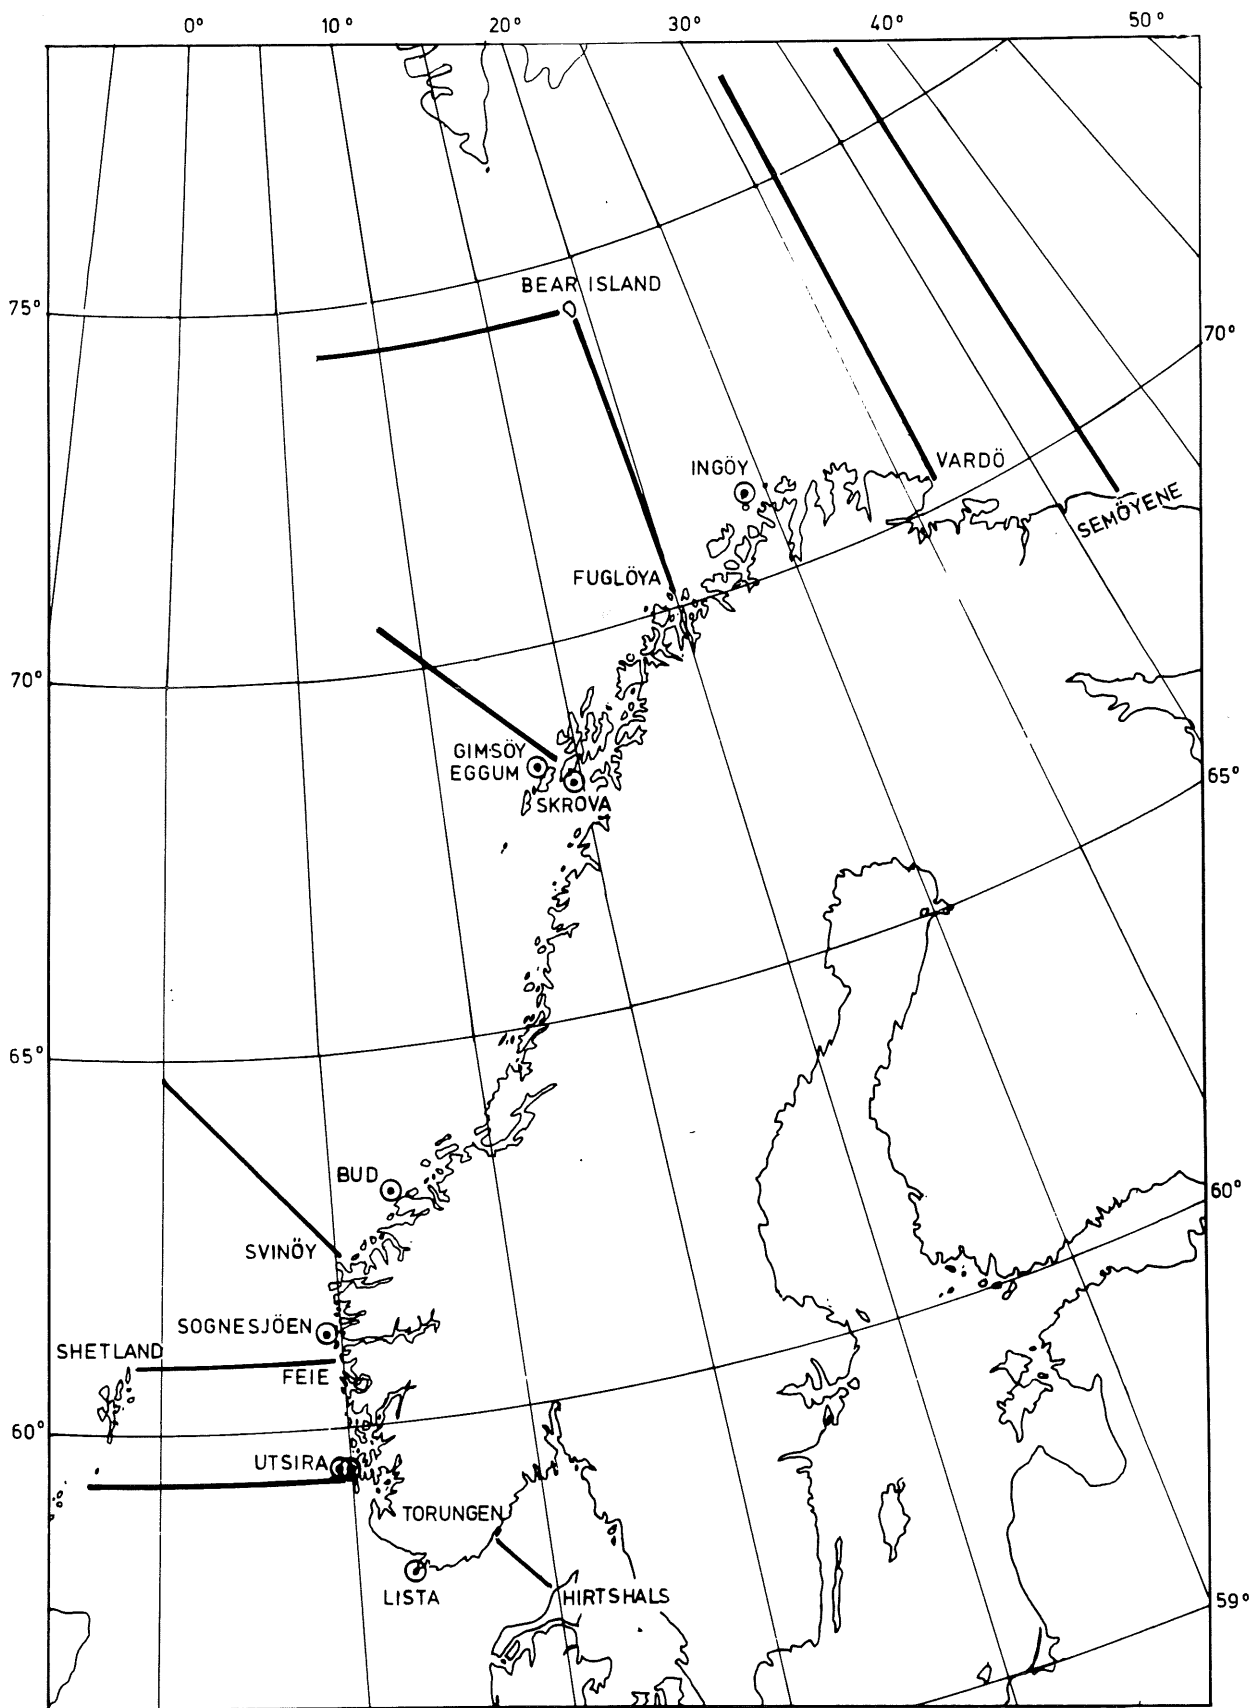 0° 10° 20° 30° 40° 50°
BEAR ISLAND
75°
70°
INGÖY
VARDÖ
SEMÖYENE
FUGLÖYA
70°
GIMSÖY
EGGUM
65°
SKROVA
65°
BUD
60°
SVINÖY
SOGNESJÖEN
SHETLAND
FEIE
60°
UTSIRA
TORUNGEN
LISTA
HIRTSHALS
59°